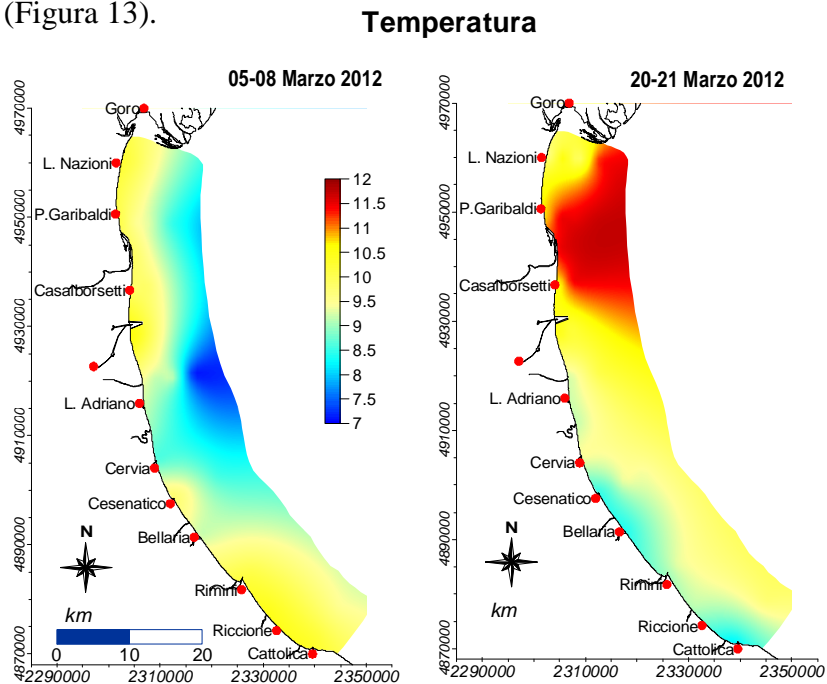 (Figura 13).
Temperatura
05-08 Marzo 2012
Goro
L. Nazioni
P.Garibaldi
Casalborsetti
L. Adriano
Cervia
Cesenatico
Bellaria
Rimini
Riccione
Cattolica
12
11.5
11
10.5
10
9.5
9
8.5
8
7.5
7
N
km
0 10 20
4970000
4950000
4930000
4910000
4890000
4870000
2290000 2310000 2330000 2350000
20-21 Marzo 2012
Goro
L. Nazioni
P.Garibaldi
Casalborsetti
L. Adriano
Cervia
Cesenatico
Bellaria
Rimini
Riccione
Cattolica
N
km
4970000
4950000
4930000
4910000
4890000
4870000
2290000 2310000 2330000 2350000